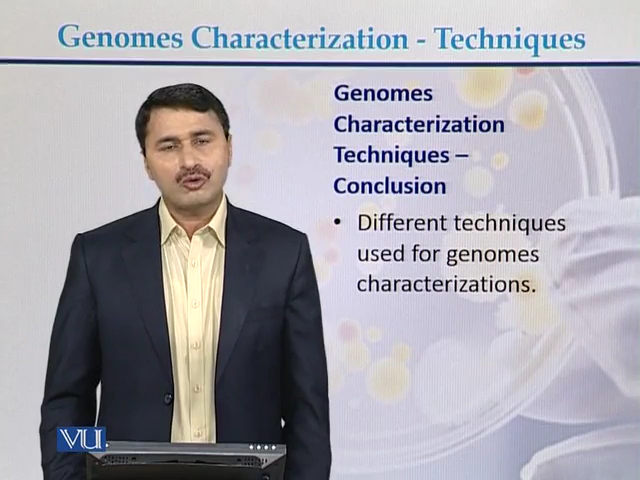 Genomes Characterization - Techniques
Genomes
Characterization
Techniques –
Conclusion
• Different techniques
used for genomes
characterizations.
VU.